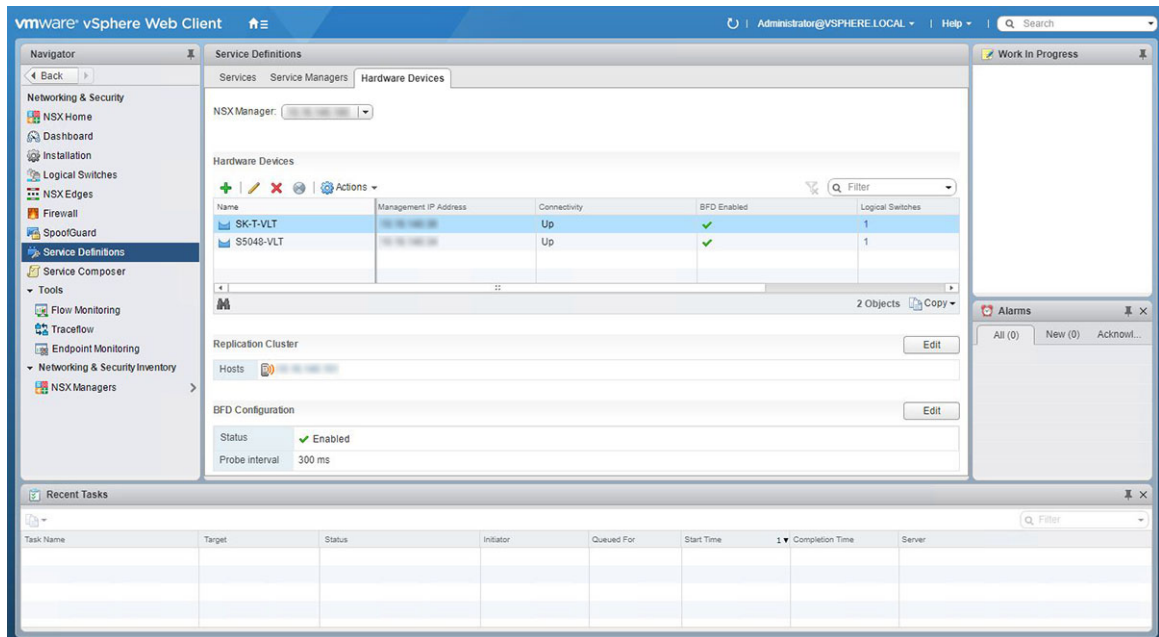 vmware® vSphere Web Client
Administrator@VSPHERE.LOCAL | Help | Search
Navigator
Back
Networking & Security
NSX Home
Dashboard
Installation
Logical Switches
NSX Edges
Firewall
SpoofGuard
Service Definitions
Service Composer
Tools
Flow Monitoring
Traceflow
Endpoint Monitoring
Networking & Security Inventory
NSX Managers
Service Definitions
Services Service Managers Hardware Devices
NSX Manager:
Hardware Devices
Actions Filter
Name Management IP Address Connectivity BFD Enabled Logical Switches
SK-T-VLT Up 1
S5048-VLT Up 1
2 Objects Copy
Replication Cluster Edit
Hosts
BFD Configuration Edit
Status Enabled
Probe interval 300 ms
Work In Progress
Alarms
All (0) New (0) Acknowl...
Recent Tasks
Filter
Task Name Target Status Initiator Queued For Start Time 1 Completion Time Server